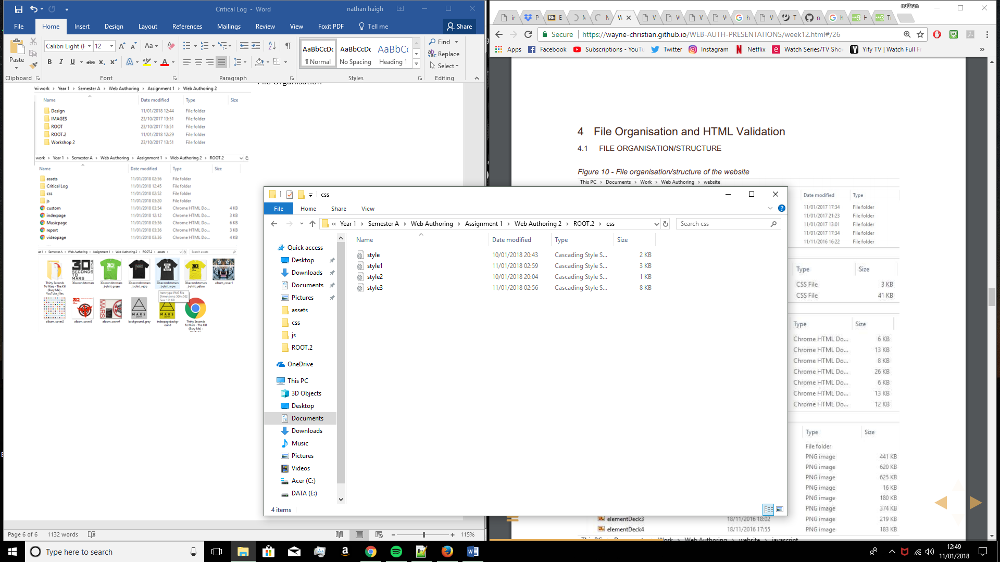 Critical Log - Word
nathan haigh
File Home Insert Design Layout References Mailings Review View Foxit PDF Tell me Share
Calibri Light (H 12
Paste
Find
Replace
Select
AaBbCcDc AaBbCcDc AaBbCc
¶ Normal No Spacing Heading 1
Clipboard Font Paragraph Styles Editing
File Organisation
Year 1 › Semester A › Web Authoring › Assignment 1 › Web Authoring 2
Name Date modified Type Size
Design 11/01/2018 12:44 File folder
IMAGES 23/10/2017 13:51 File folder
ROOT 23/10/2017 13:51 File folder
ROOT.2 11/01/2018 12:29 File folder
Workshop 2 23/10/2017 13:51 File folder
work › Year 1 › Semester A › Web Authoring › Assignment 1 › Web Authoring 2 › ROOT.2
Name Date modified Type Size
assets 11/01/2018 02:56 File folder
Critical Log 11/01/2018 12:45 File folder
css 11/01/2018 02:52 File folder
js 11/01/2018 03:20 File folder
custom 11/01/2018 03:54 Chrome HTML Do... 4 KB
indexpage 11/01/2018 12:12 Chrome HTML Do... 3 KB
Musicpage 11/01/2018 03:36 Chrome HTML Do... 6 KB
report 11/01/2018 03:36 Chrome HTML Do... 3 KB
videopage 11/01/2018 03:36 Chrome HTML Do... 4 KB
Semester A › Web Authoring › Assignment 1 › Web Authoring 2 › ROOT.2 › assets
Search assets
30 SECONDS TO MARS
Thirty Seconds To Mars - The Kill (Bury Me) - YouTube_files
30secondstomars
30secondstomars_t-shirt_green
30secondstomars_t-shirt_retro
30secondstomars_t-shirt_wow
30secondstomars_t-shirt_yellow
album_cover1
Item type: PNG File
Dimensions: 566 x 562
Size: 131 KB
album_cover2
album_cover3
album_cover4
background_grey
indexpagebackground
Thirty Seconds To Mars - The Kill (Bury Me) -
Page 6 of 6 1132 words
115%
nathan
Secure https://wayne-christian.github.io/WEB-AUTH-PRESENTATIONS/week12.html#/26
Apps Facebook Subscriptions - YouTu Twitter Instagram Netflix Watch Series/TV Sho Yify TV | Watch Full F »
4 File Organisation and HTML Validation
4.1 FILE ORGANISATION/STRUCTURE
Figure 10 - File organisation/structure of the website
This PC › Documents › Work › Web Authoring › website
Date modified Type
11/01/2017 17:34 File folder
11/01/2017 21:23 File folder
11/01/2017 13:01 File folder
11/01/2017 17:34 File folder
11/11/2016 16:22 File folder
Type Size
CSS File 3 KB
CSS File 41 KB
Type Size
Chrome HTML Do... 6 KB
Chrome HTML Do... 13 KB
Chrome HTML Do... 8 KB
Chrome HTML Do... 26 KB
Chrome HTML Do... 6 KB
Chrome HTML Do... 13 KB
Chrome HTML Do... 12 KB
Type Size
File folder
PNG image 441 KB
PNG image 620 KB
PNG image 625 KB
PNG image 16 KB
PNG image 180 KB
PNG image 374 KB
elementDeck3 18/11/2016 18:02 PNG image 219 KB
elementDeck4 18/11/2016 17:55 PNG image 183 KB
This PC › Documents › Work › Web Authoring › website › javascript
css
File Home Share View
« Year 1 › Semester A › Web Authoring › Assignment 1 › Web Authoring 2 › ROOT.2 › css
Search css
Name Date modified Type Size
style 10/01/2018 20:43 Cascading Style S... 2 KB
style1 11/01/2018 02:59 Cascading Style S... 3 KB
style2 10/01/2018 20:04 Cascading Style S... 1 KB
style3 11/01/2018 02:56 Cascading Style S... 8 KB
Quick access
Desktop
Downloads
Documents
Pictures
assets
css
js
ROOT.2
OneDrive
This PC
3D Objects
Desktop
Documents
Downloads
Music
Pictures
Videos
Acer (C:)
DATA (E:)
4 items
Type here to search
12:49
11/01/2018